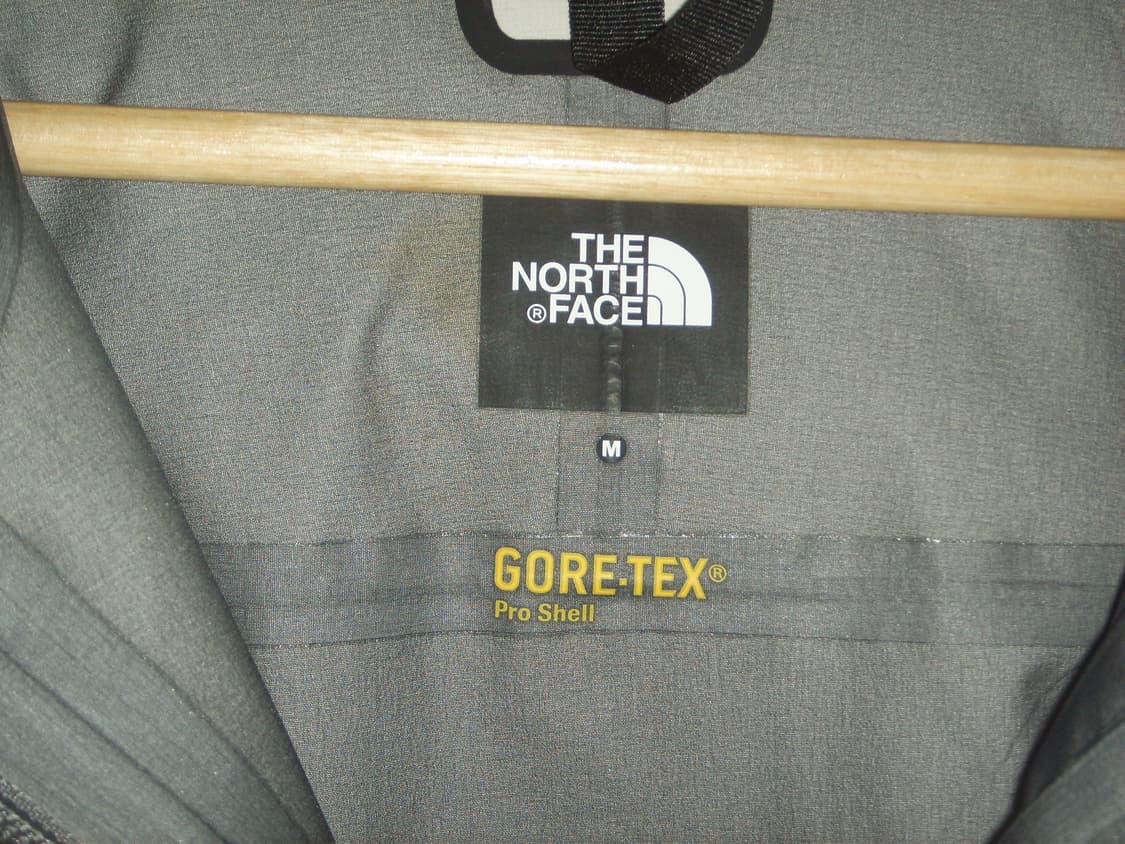 THE
NORTH
®FACE
M
GORE-TEX®
Pro Shell